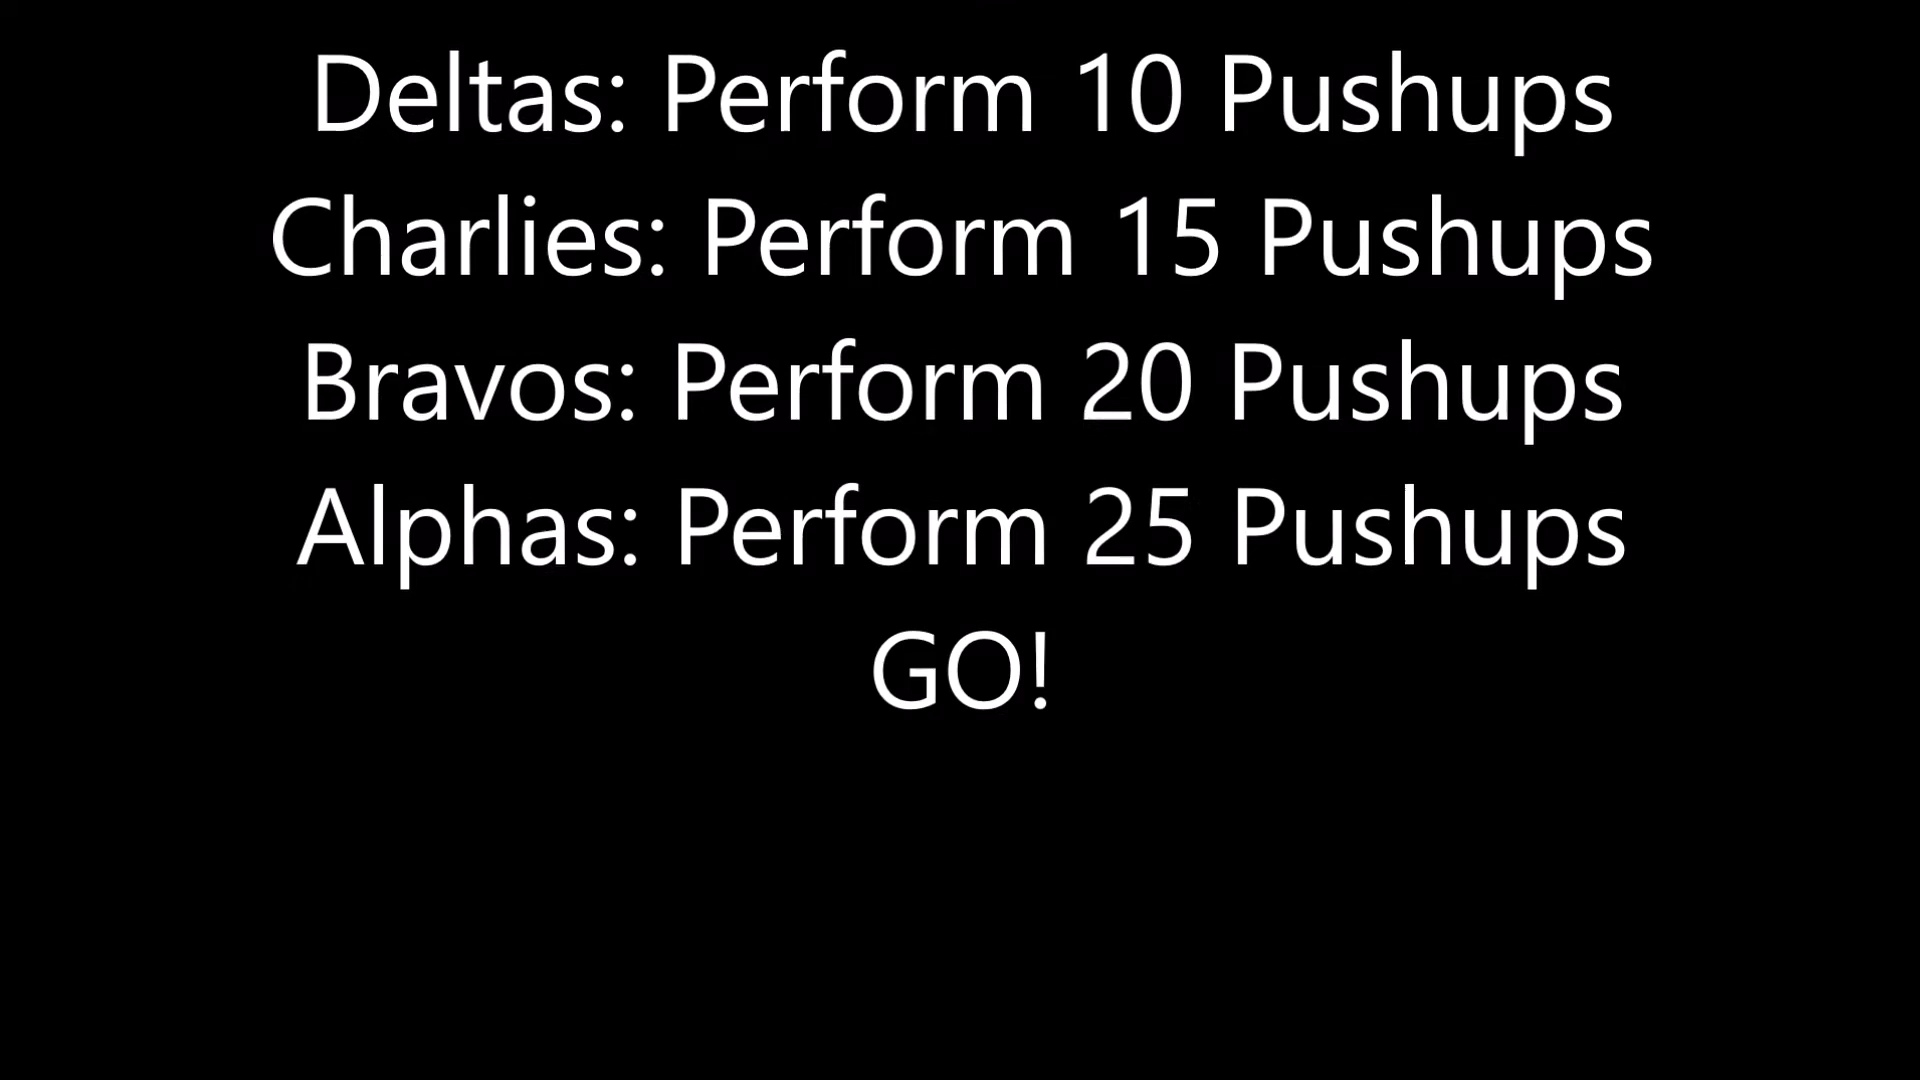 Deltas: Perform 10 Pushups
Charlies: Perform 15 Pushups
Bravos: Perform 20 Pushups
Alphas: Perform 25 Pushups
GO!